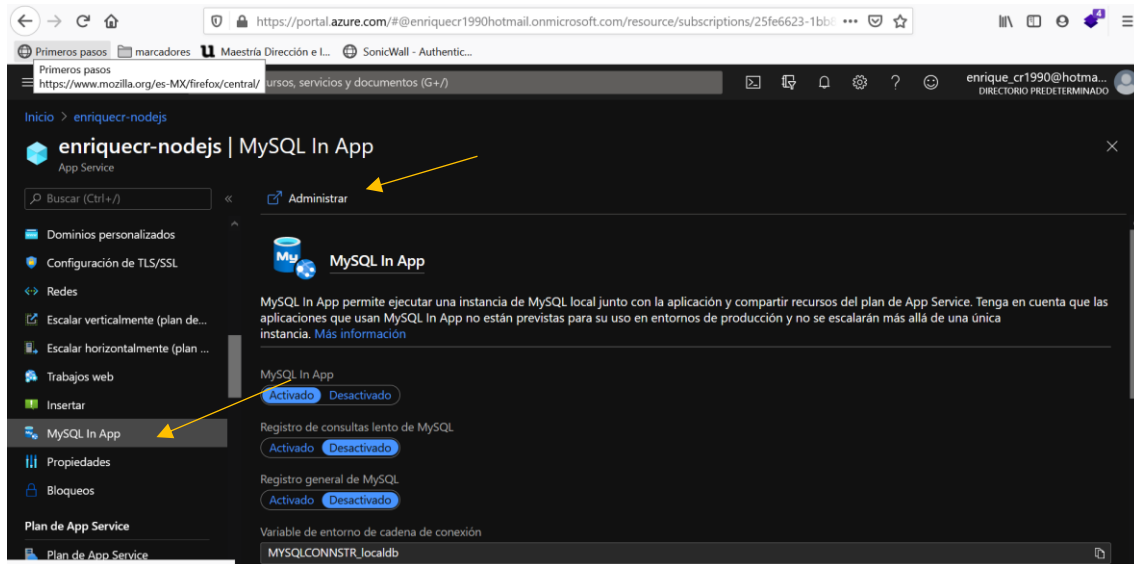 https://portal.azure.com/#@enriquecr1990hotmail.onmicrosoft.com/resource/subscriptions/25fe6623-1bb8
Primeros pasos
marcadores
Maestría Dirección e I...
SonicWall - Authentic...
Primeros pasos
https://www.mozilla.org/es-MX/firefox/central/
ursos, servicios y documentos (G+/)
enrique_cr1990@hotma...
DIRECTORIO PREDETERMINADO
Inicio > enriquecr-nodejs
enriquecr-nodejs | MySQL In App
App Service
Buscar (Ctrl+/)
«
Administrar
Dominios personalizados
Configuración de TLS/SSL
Redes
Escalar verticalmente (plan de...
Escalar horizontalmente (plan ...
Trabajos web
Insertar
MySQL In App
Propiedades
Bloqueos
Plan de App Service
Plan de App Service
My
MySQL In App
MySQL In App permite ejecutar una instancia de MySQL local junto con la aplicación y compartir recursos del plan de App Service. Tenga en cuenta que las
aplicaciones que usan MySQL In App no están previstas para su uso en entornos de producción y no se escalarán más allá de una única
instancia. Más información
MySQL In App
Activado Desactivado
Registro de consultas lento de MySQL
Activado Desactivado
Registro general de MySQL
Activado Desactivado
Variable de entorno de cadena de conexión
MYSQLCONNSTR_localdb
4